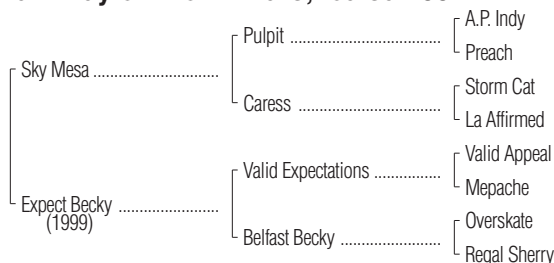 A.P. Indy
Pulpit
Preach
Sky Mesa
Storm Cat
Caress
La Affirmed
Valid Appeal
Valid Expectations
Mepache
Expect Becky
(1999)
Overskate
Belfast Becky
Regal Sherry